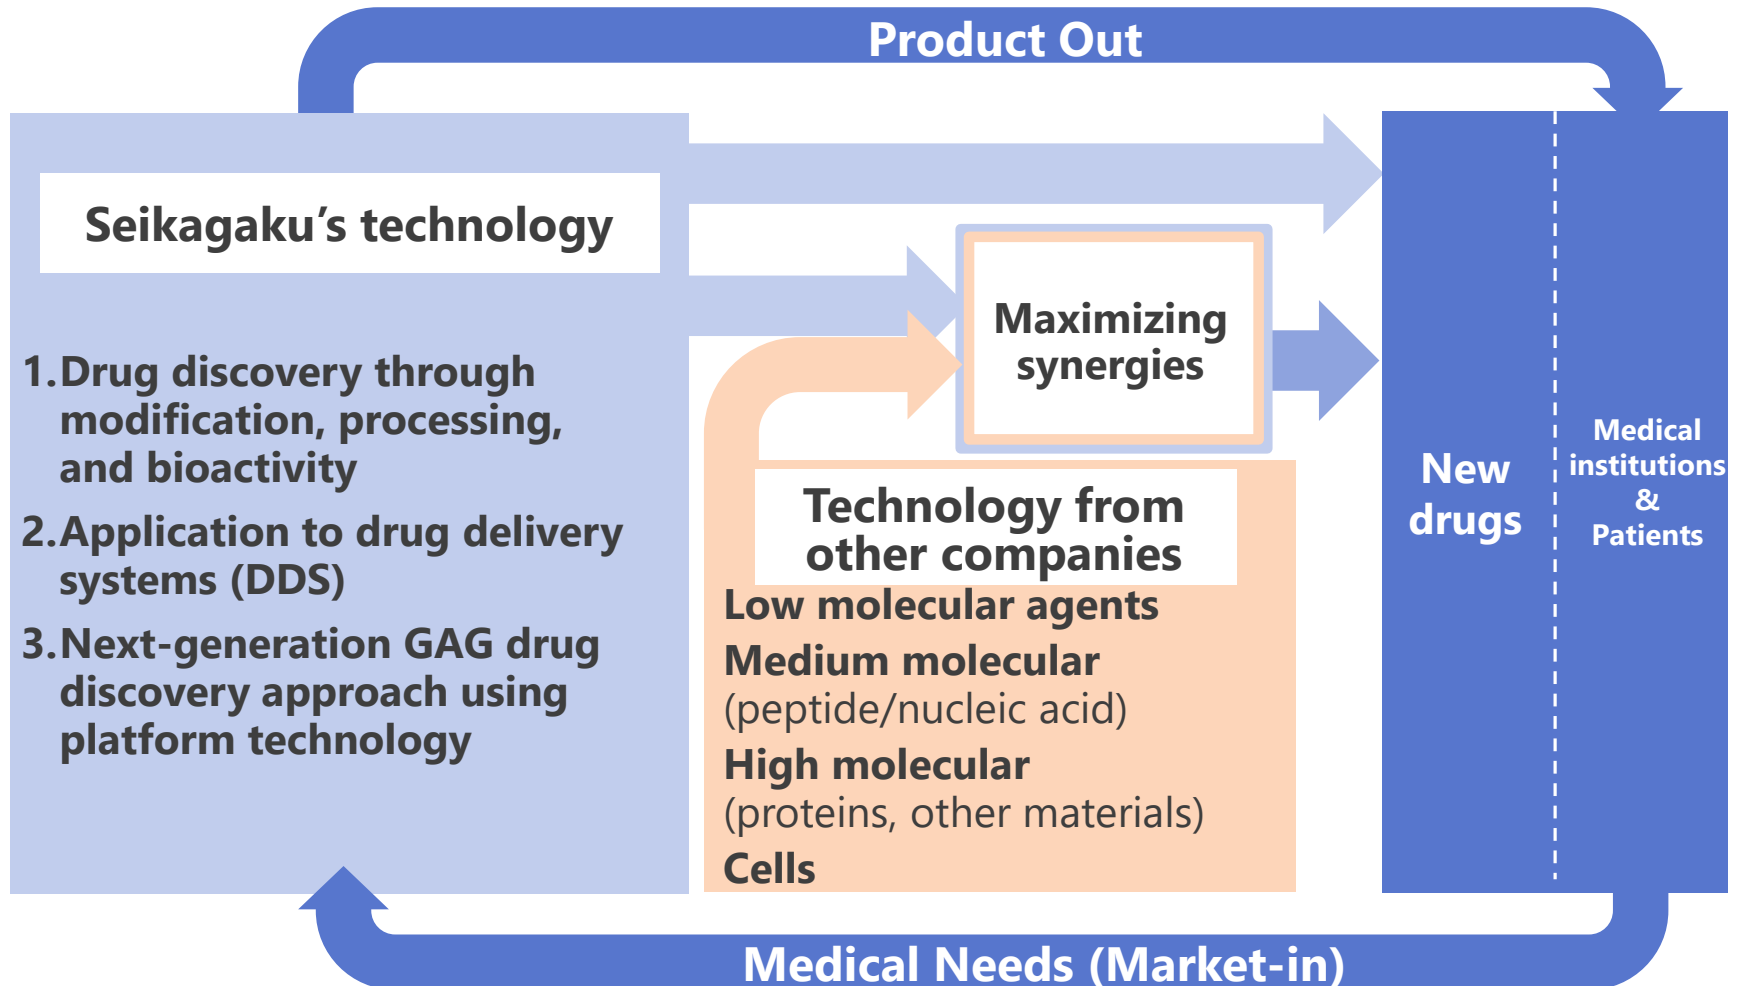 Product Out
Seikagaku’s technology
1.Drug discovery through
modification, processing,
and bioactivity
2.Application to drug delivery
systems (DDS)
3.Next-generation GAG drug
discovery approach using
platform technology
Maximizing
synergies
Technology from
other companies
Low molecular agents
Medium molecular
(peptide/nucleic acid)
High molecular
(proteins, other materials)
Cells
New
drugs
Medical
institutions
&
Patients
Medical Needs (Market-in)